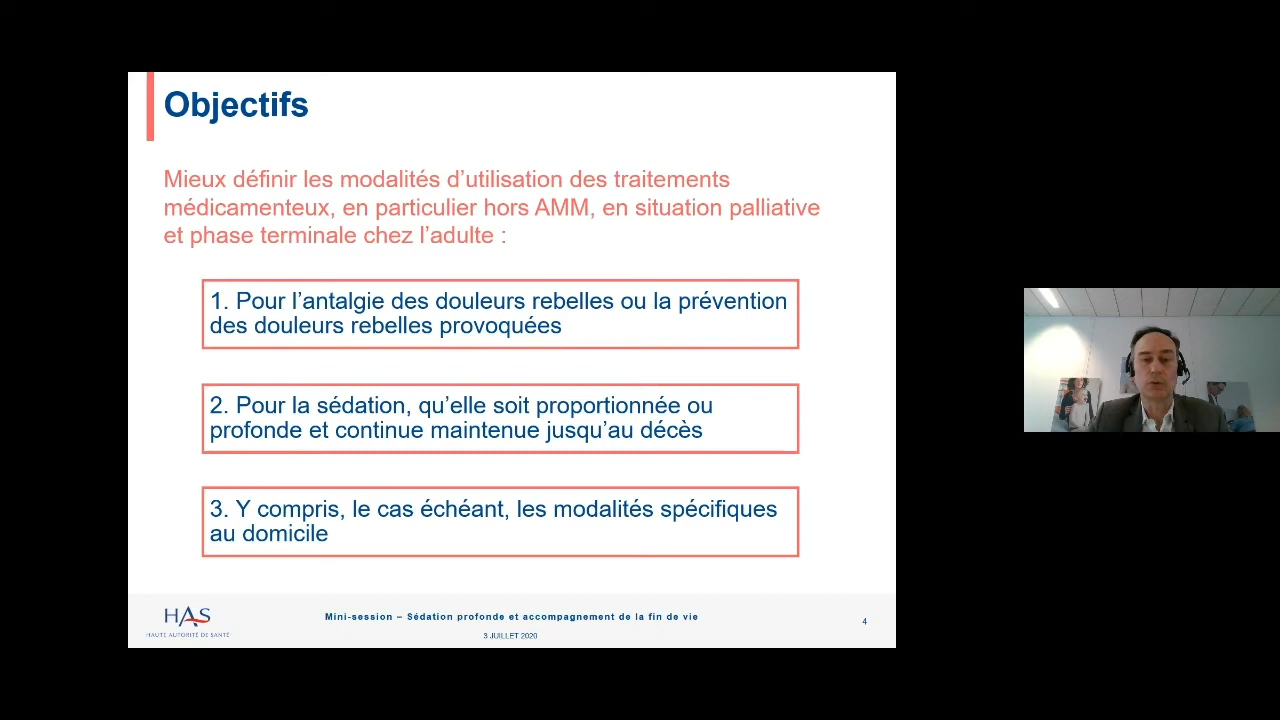 Objectifs
Mieux définir les modalités d’utilisation des traitements
médicamenteux, en particulier hors AMM, en situation palliative
et phase terminale chez l’adulte :
1. Pour l’antalgie des douleurs rebelles ou la prévention
des douleurs rebelles provoquées
2. Pour la sédation, qu’elle soit proportionnée ou
profonde et continue maintenue jusqu’au décès
3. Y compris, le cas échéant, les modalités spécifiques
au domicile
HAS
HAUTE AUTORITÉ DE SANTÉ
Mini-session – Sédation profonde et accompagnement de la fin de vie
3 JUILLET 2020
4